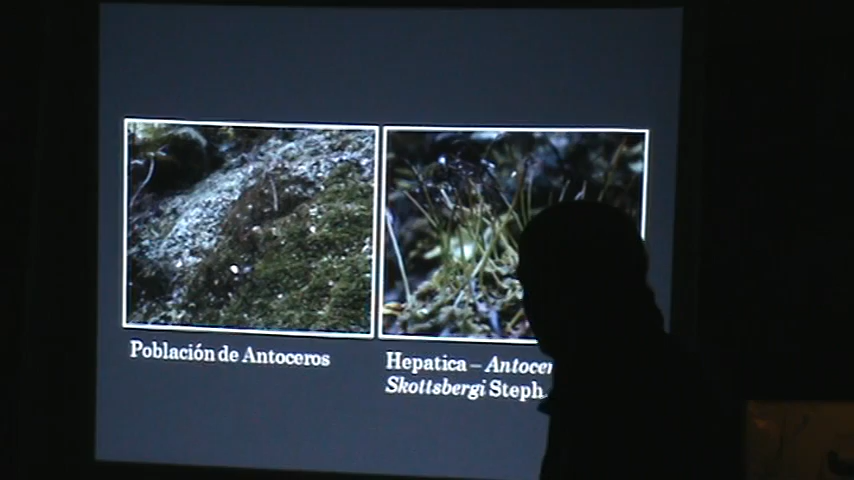 Población de Antoceros
Hepatica – Antocer
Skottsbergi Steph.